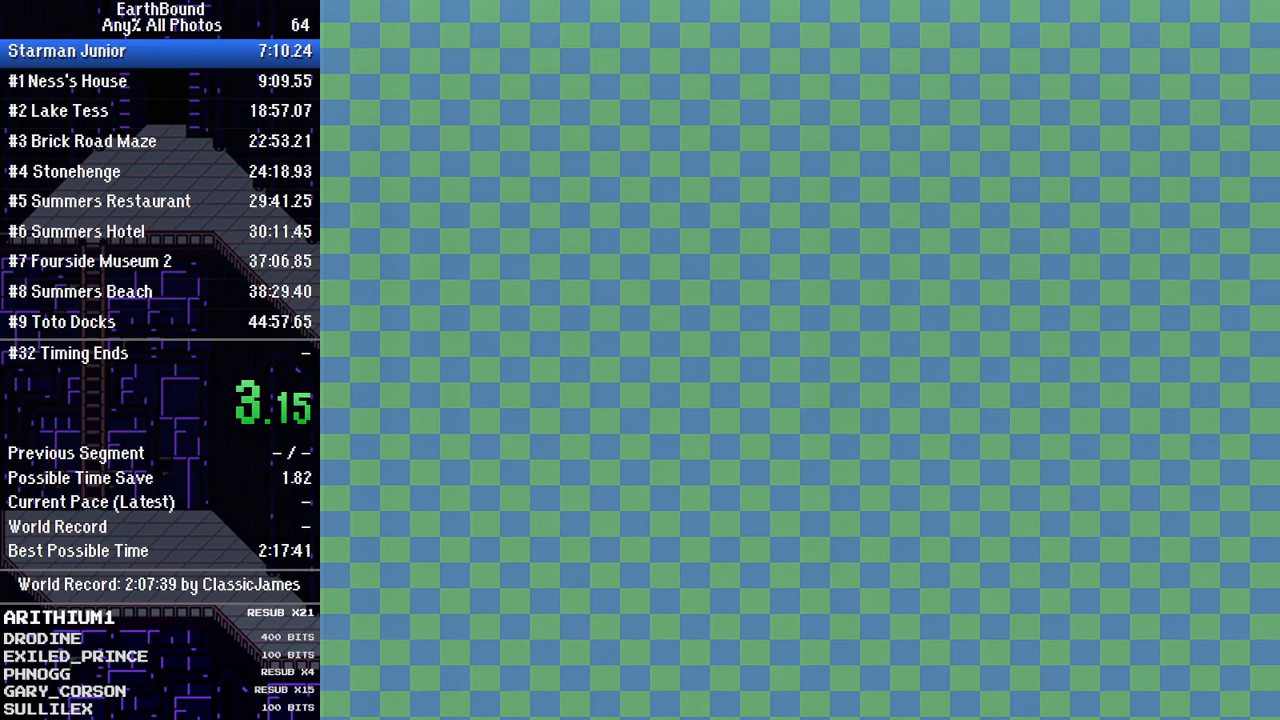 EarthBound
Any% All Photos 64
Starman Junior 7:10.24
#1 Ness's House 9:09.55
#2 Lake Tess 18:57.07
#3 Brick Road Maze 22:53.21
#4 Stonehenge 24:18.93
#5 Summers Restaurant 29:41.25
#6 Summers Hotel 30:11.45
#7 Fourside Museum 2 37:06.85
#8 Summers Beach 38:29.40
#9 Toto Docks 44:57.65
#32 Timing Ends –
3.15
Previous Segment – / –
Possible Time Save 1.82
Current Pace (Latest) –
World Record –
Best Possible Time 2:17:41
World Record: 2:07:39 by ClassicJames
ARITHIUM1 RESUB X21
DRODINE 400 BITS
EXILED_PRINCE 100 BITS
PHNOGG RESUB X4
GARY_CORSON RESUB X15
SULLILEX 100 BITS